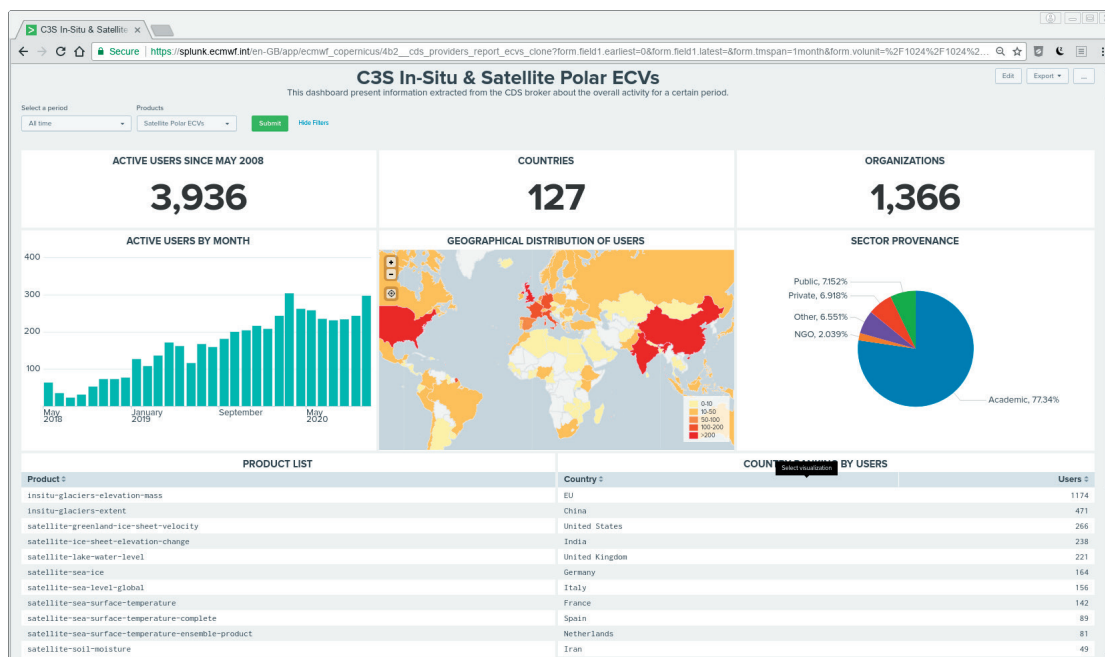 C3S In-Situ & Satellite
Secure | https://splunk.ecmwf.int/en-GB/app/ecmwf_copernicus/4b2__cds_providers_report_ecvs_clone?form.field1.earliest=0&form.field1.latest=&form.tmspan=1month&form.volunit=%2F1024%2F1024%2...
C3S In-Situ & Satellite Polar ECVs
This dashboard present information extracted from the CDS broker about the overall activity for a certain period.
Edit Export ...
Select a period Products
All time Satellite Polar ECVs Submit Hide Filters
ACTIVE USERS SINCE MAY 2008
3,936
COUNTRIES
127
ORGANIZATIONS
1,366
ACTIVE USERS BY MONTH
400
300
200
100
May January September May
2018 2019 2020
GEOGRAPHICAL DISTRIBUTION OF USERS
+
-
0-10
10-50
50-100
100-200
>200
SECTOR PROVENANCE
Public, 7.152%
Private, 6.918%
Other, 6.551%
NGO, 2.039%
Academic, 77.34%
PRODUCT LIST
Product
insitu-glaciers-elevation-mass
insitu-glaciers-extent
satellite-greenland-ice-sheet-velocity
satellite-ice-sheet-elevation-change
satellite-lake-water-level
satellite-sea-ice
satellite-sea-level-global
satellite-sea-surface-temperature
satellite-sea-surface-temperature-complete
satellite-sea-surface-temperature-ensemble-product
satellite-soil-moisture
COUNTRY RANKING BY USERS
Select visualization
Country Users
EU 1174
China 471
United States 266
India 238
United Kingdom 221
Germany 164
Italy 156
France 142
Spain 89
Netherlands 81
Iran 49